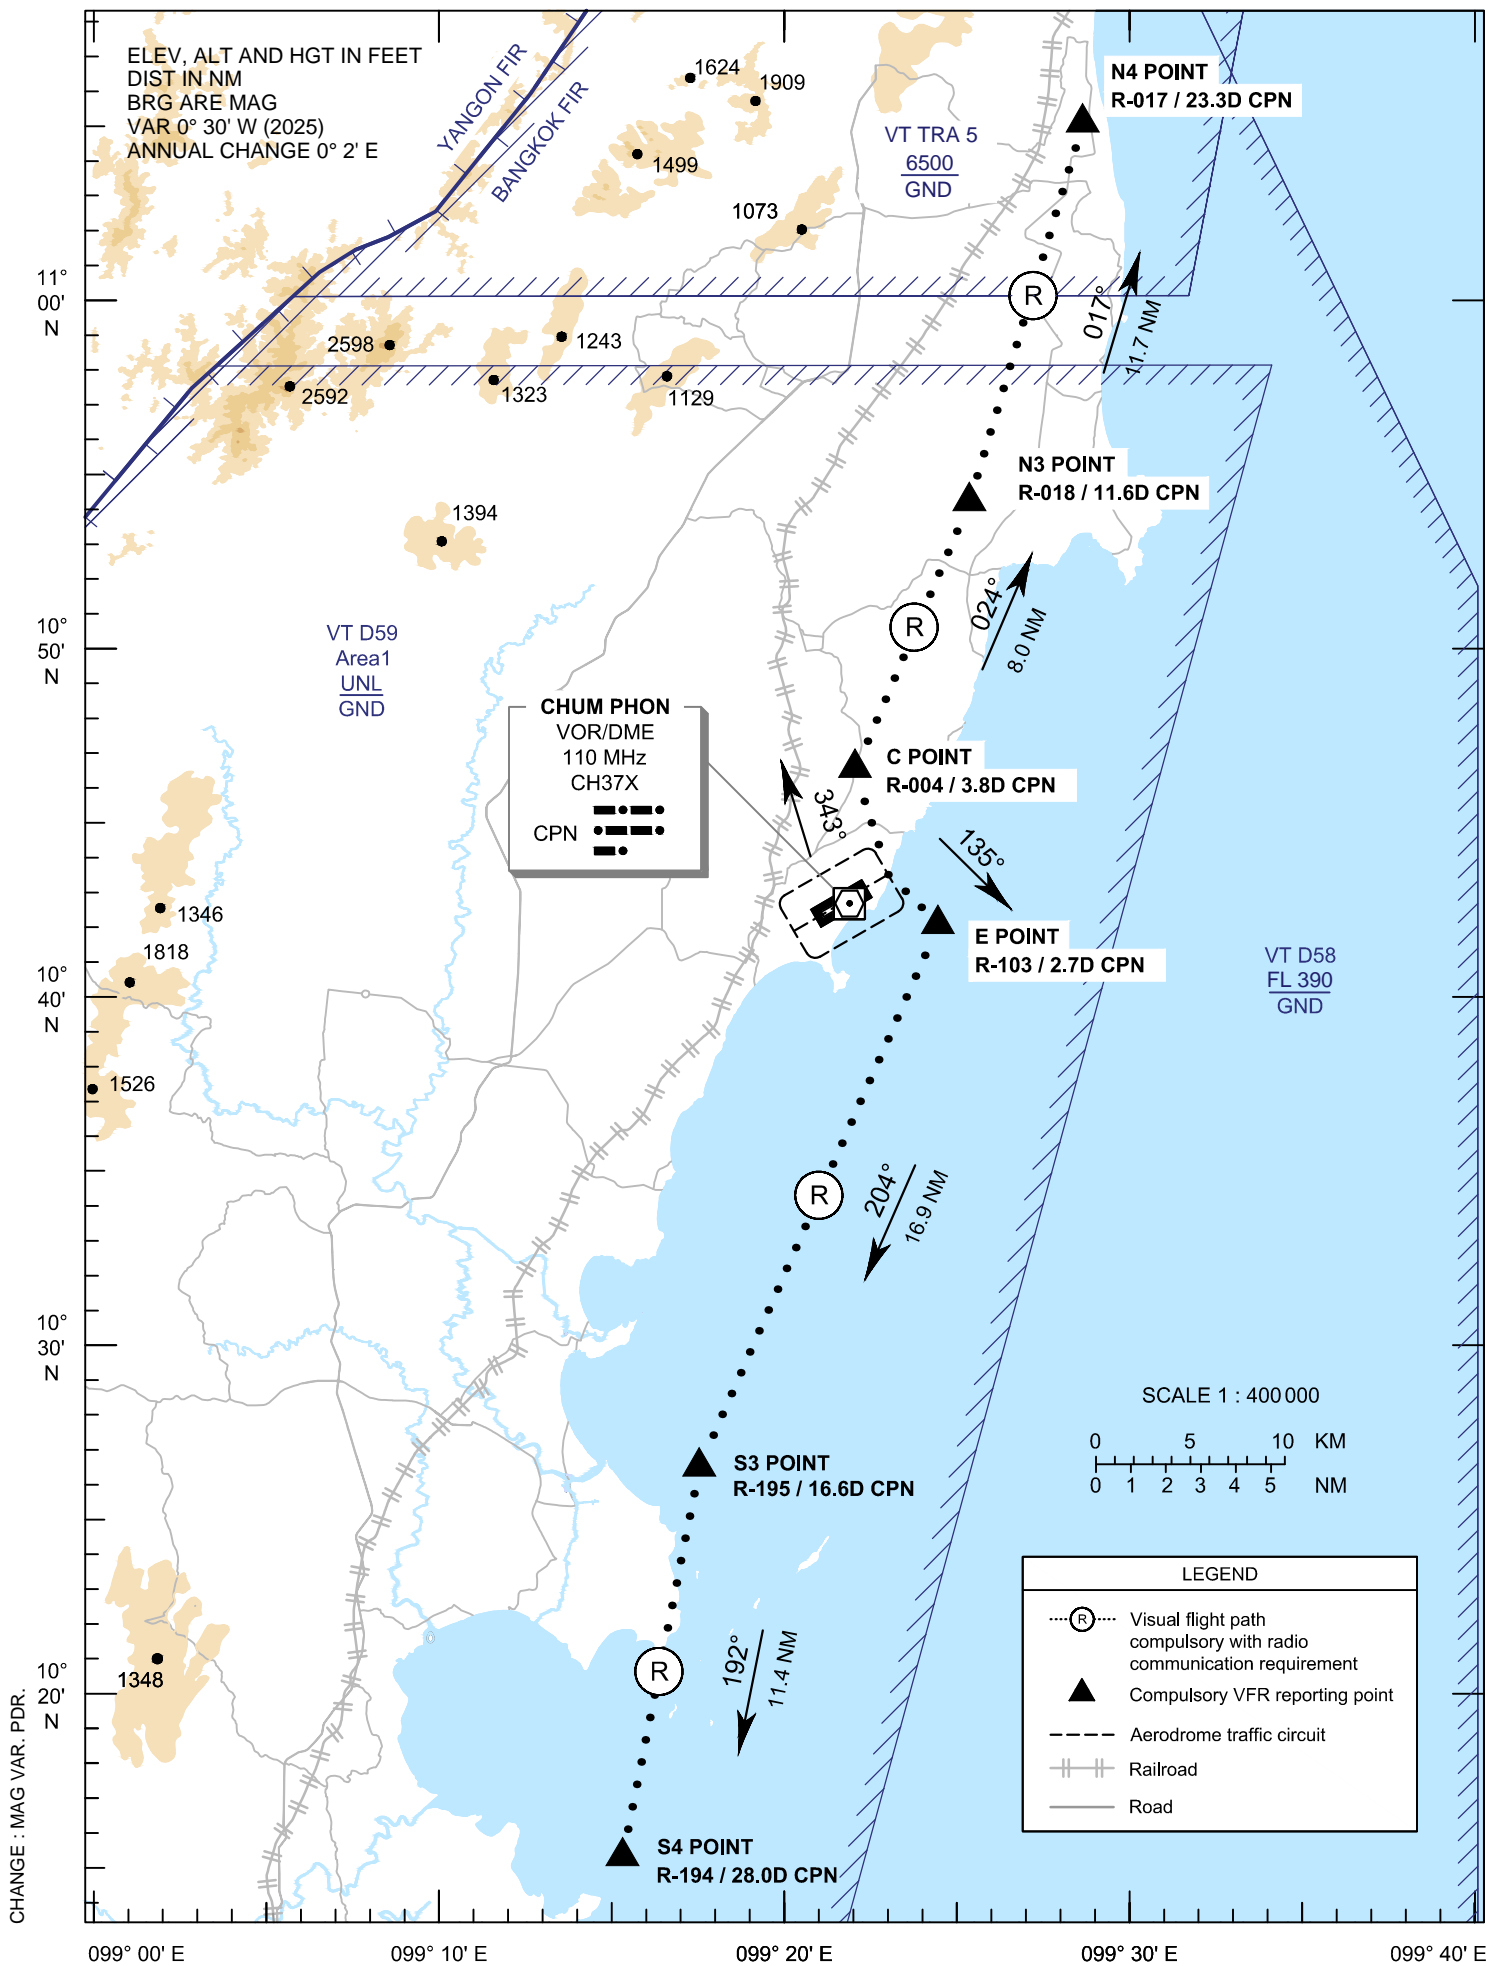 ELEV, ALT AND HGT IN FEET
DIST IN NM
BRG ARE MAG
VAR 0° 30' W (2025)
ANNUAL CHANGE 0° 2' E
YANGON FIR
BANGKOK FIR
1624
1909
1499
1073
VT TRA 5
6500
GND
N4 POINT
R-017 / 23.3D CPN
11°
00'
N
R
017°
11.7 NM
2598
2592
1323
1243
1129
N3 POINT
R-018 / 11.6D CPN
1394
10°
50'
N
VT D59
Area1
UNL
GND
R
024°
8.0 NM
CHUM PHON
VOR/DME
110 MHz
CH37X
CPN
C POINT
R-004 / 3.8D CPN
343°
135°
E POINT
R-103 / 2.7D CPN
1346
1818
10°
40'
N
1526
VT D58
FL 390
GND
R
204°
16.9 NM
10°
30'
N
SCALE 1 : 400 000
0 5 10 KM
0 1 2 3 4 5 NM
S3 POINT
R-195 / 16.6D CPN
LEGEND
R
Visual flight path
compulsory with radio
communication requirement
Compulsory VFR reporting point
Aerodrome traffic circuit
Railroad
Road
1348
R
192°
11.4 NM
10°
20'
N
S4 POINT
R-194 / 28.0D CPN
CHANGE : MAG VAR. PDR.
099° 00' E
099° 10' E
099° 20' E
099° 30' E
099° 40' E